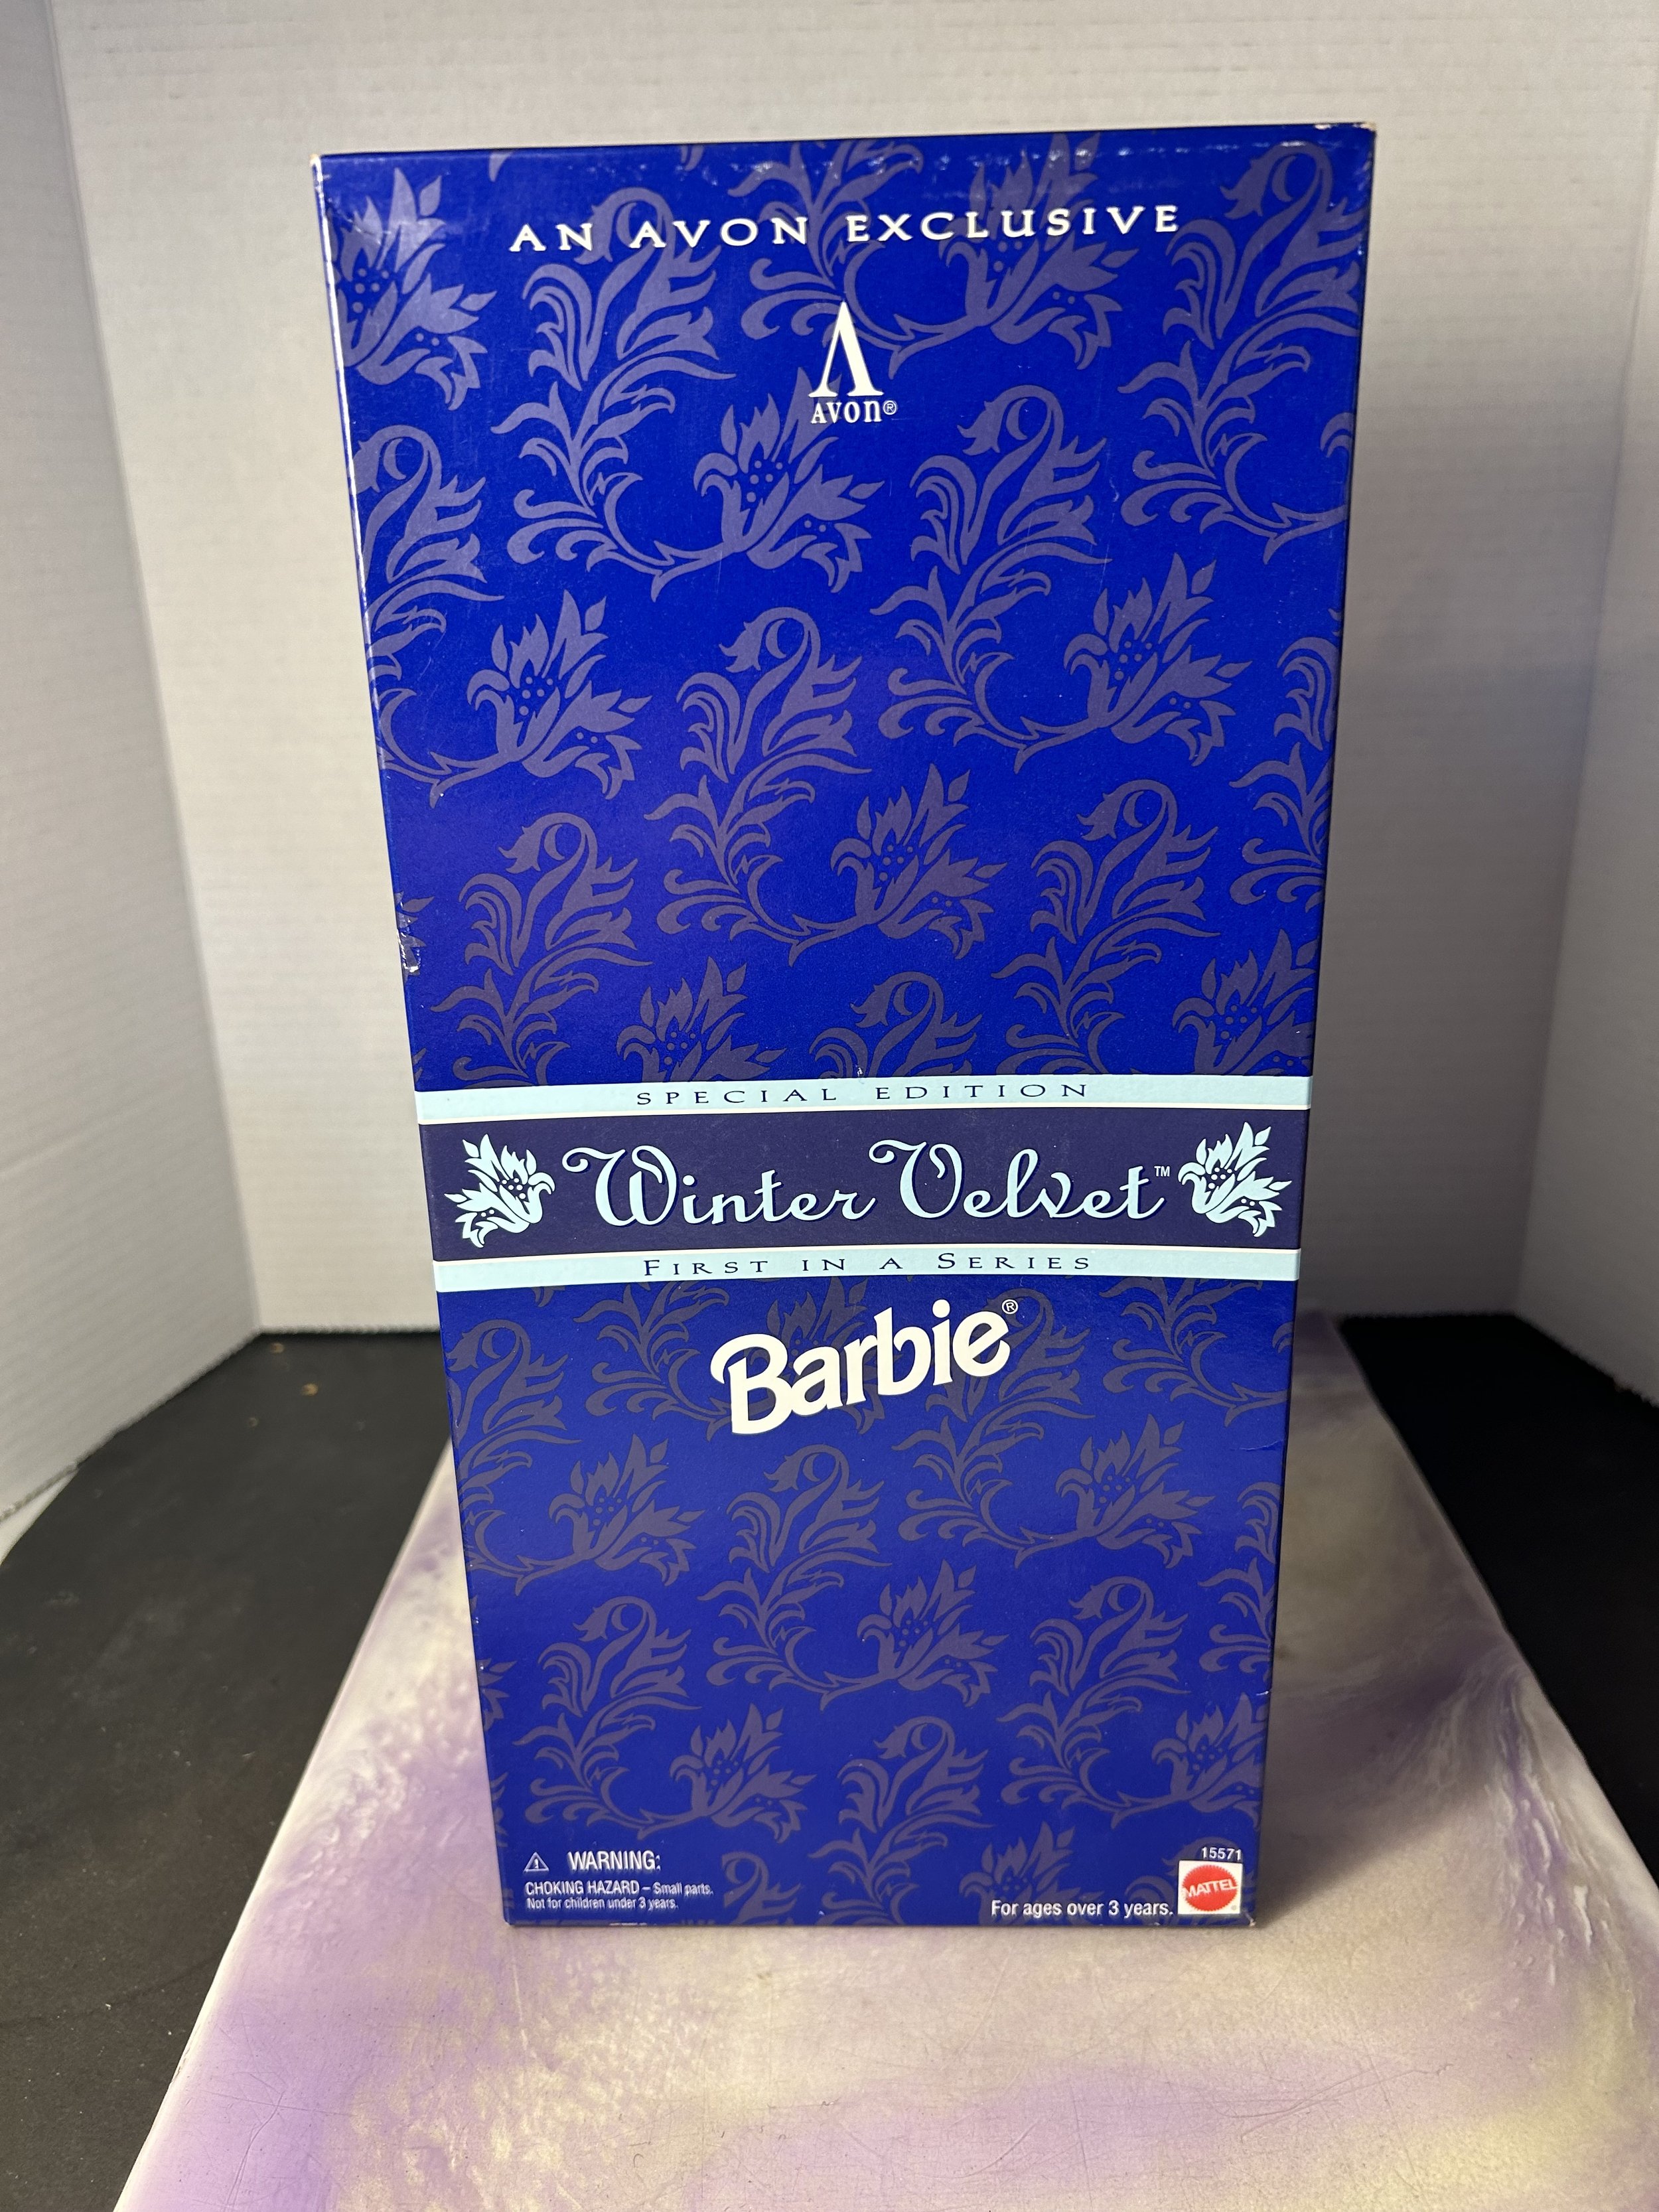 AN AVON EXCLUSIVE
A
AVON®
SPECIAL EDITION
Winter Velvet™
FIRST IN A SERIES
Barbie®
⚠ WARNING:
CHOKING HAZARD – Small parts.
Not for children under 3 years.
15571
For ages over 3 years.
MATTEL